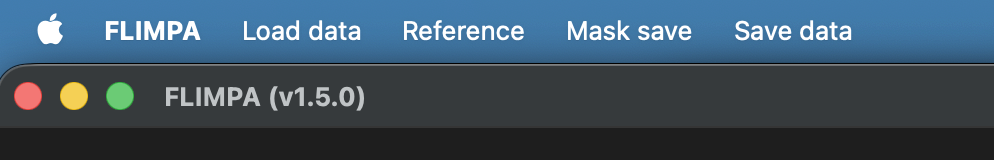 FLIMPA Load data Reference Mask save Save data
FLIMPA (v1.5.0)